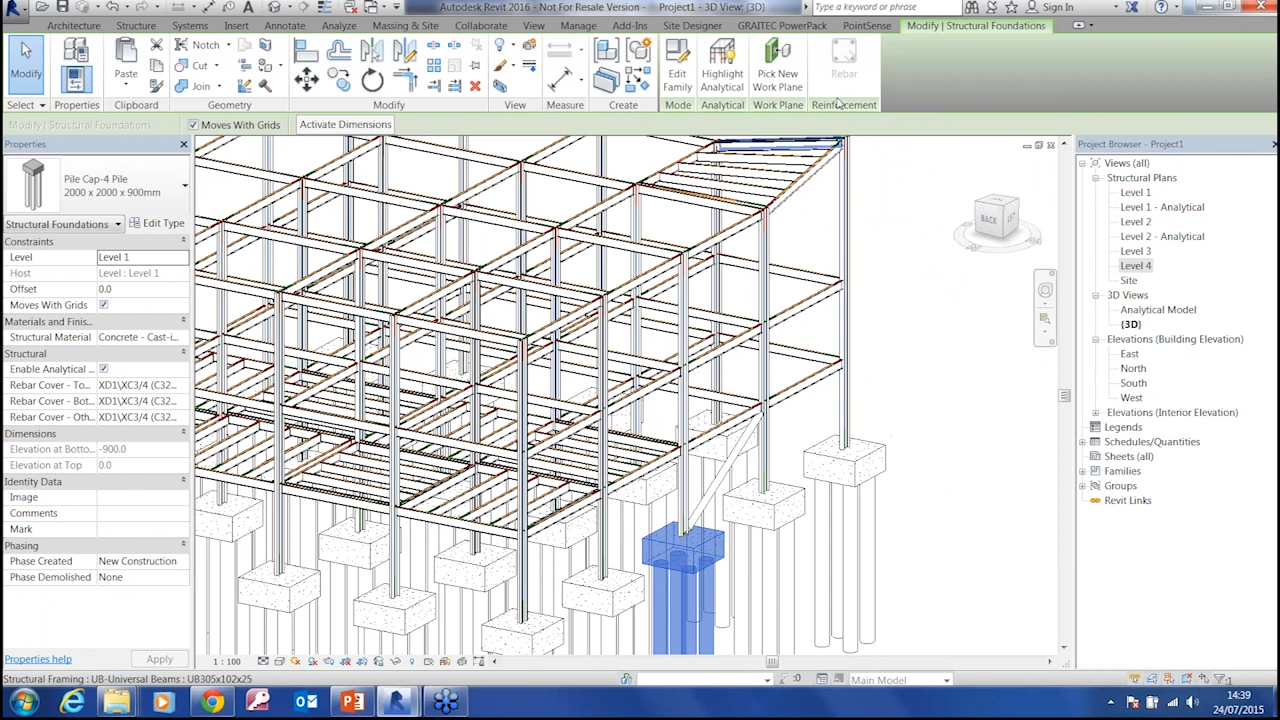 Autodesk Revit 2016 - Not For Resale Version - Project1 - 3D View: {3D}
Type a keyword or phrase
Sign In
Architecture Structure Systems Insert Annotate Analyze Massing & Site Collaborate View Manage Add-Ins Site Designer GRAITEC PowerPack PointSense Modify | Structural Foundations
Modify
Paste
Notch
Cut
Join
Edit Family
Highlight Analytical
Pick New Work Plane
Rebar
Select Properties Clipboard Geometry Modify View Measure Create Mode Analytical Work Plane Reinforcement
Modify | Structural Foundations
Moves With Grids
Activate Dimensions
Properties
Pile Cap-4 Pile
2000 x 2000 x 900mm
Structural Foundations
Edit Type
Constraints
Level Level 1
Host Level : Level 1
Offset 0.0
Moves With Grids
Materials and Finis...
Structural Material Concrete - Cast-i...
Structural
Enable Analytical ...
Rebar Cover - To... XD1\XC3/4 (C32...
Rebar Cover - Bot... XD1\XC3/4 (C32...
Rebar Cover - Oth... XD1\XC3/4 (C32...
Dimensions
Elevation at Botto... -900.0
Elevation at Top 0.0
Identity Data
Image
Comments
Mark
Phasing
Phase Created New Construction
Phase Demolished None
Properties help
Apply
BACK
LEFT
1 : 100
Project Browser - Project1
Views (all)
Structural Plans
Level 1
Level 1 - Analytical
Level 2
Level 2 - Analytical
Level 3
Level 4
Site
3D Views
Analytical Model
{3D}
Elevations (Building Elevation)
East
North
South
West
Elevations (Interior Elevation)
Legends
Schedules/Quantities
Sheets (all)
Families
Groups
Revit Links
Structural Framing : UB-Universal Beams : UB305x102x25
:0
Main Model
:1
14:39
24/07/2015